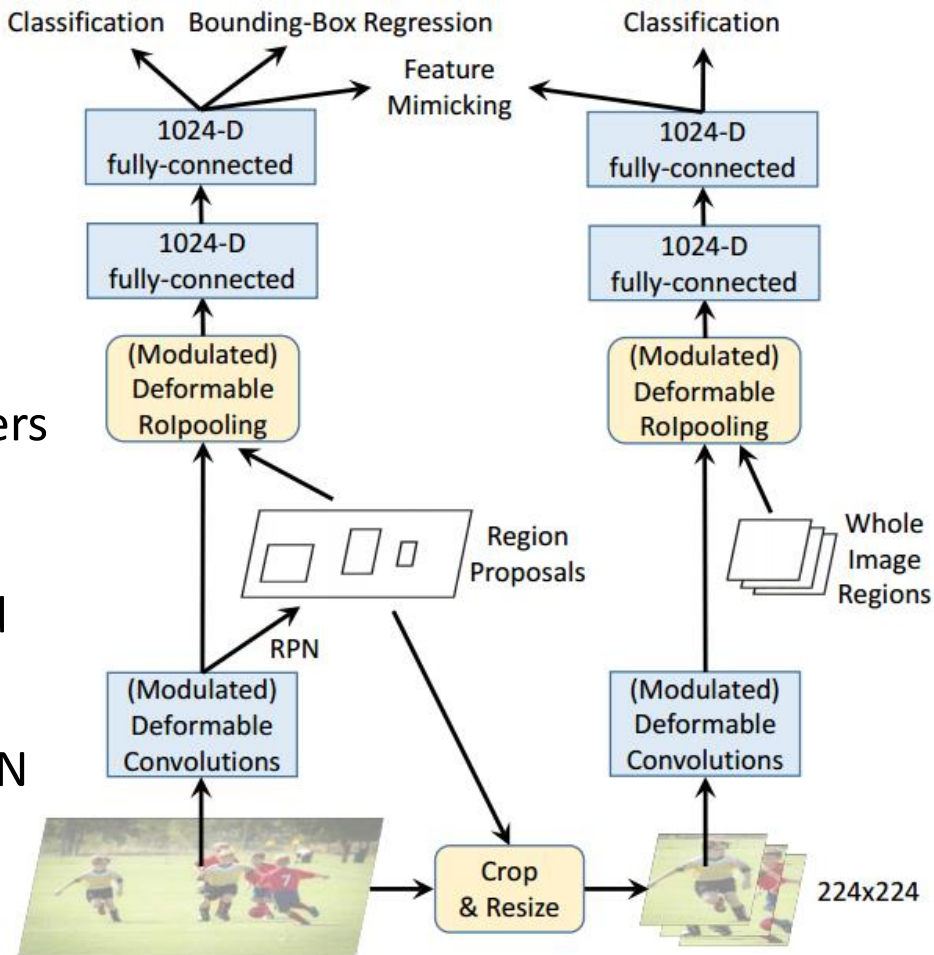 Classification Bounding-Box Regression
Classification
Feature
Mimicking
1024-D
fully-connected
1024-D
fully-connected
1024-D
fully-connected
1024-D
fully-connected
(Modulated)
Deformable
RoIpooling
(Modulated)
Deformable
RoIpooling
ers
Region
Proposals
Whole
Image
Regions
RPN
(Modulated)
Deformable
Convolutions
(Modulated)
Deformable
Convolutions
N
7
Crop
& Resize
224x224